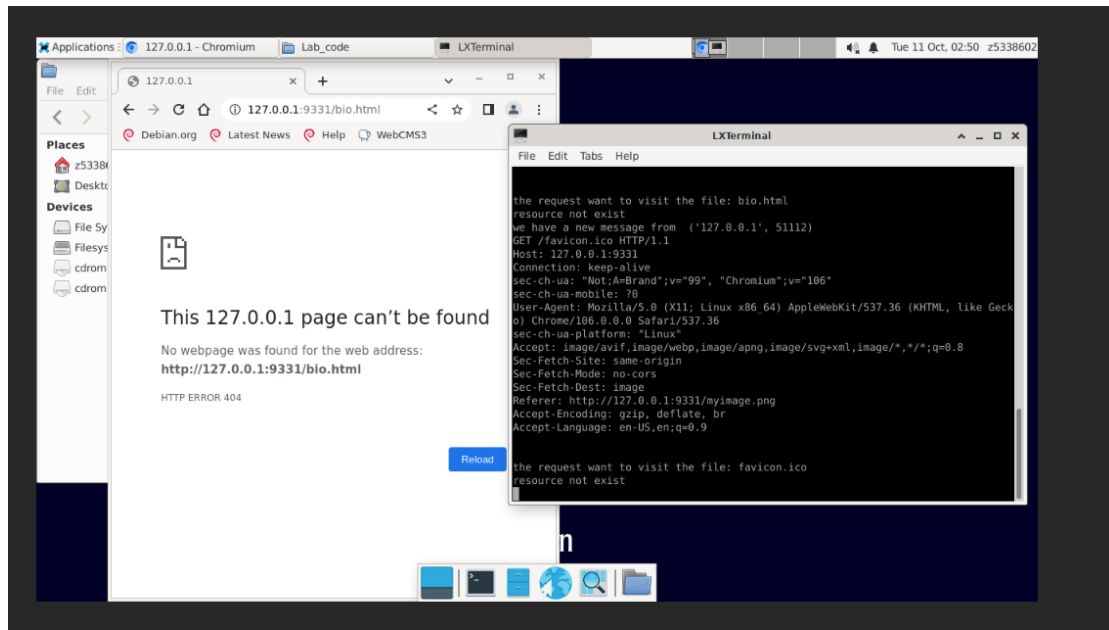 Applications 127.0.0.1 - Chromium Lab_code LXTerminal Tue 11 Oct, 02:50 z5338602
File Edit
Places
z5338
Deskto
Devices
File Sy
Filesys
cdrom
cdrom
127.0.0.1
127.0.0.1:9331/bio.html
Debian.org Latest News Help WebCMS3
This 127.0.0.1 page can’t be found
No webpage was found for the web address:
http://127.0.0.1:9331/bio.html
HTTP ERROR 404
Reload
LXTerminal
File Edit Tabs Help
the request want to visit the file: bio.html
resource not exist
we have a new message from ('127.0.0.1', 51112)
GET /favicon.ico HTTP/1.1
Host: 127.0.0.1:9331
Connection: keep-alive
sec-ch-ua: "Not;A=Brand";v="99", "Chromium";v="106"
sec-ch-ua-mobile: ?0
User-Agent: Mozilla/5.0 (X11; Linux x86_64) AppleWebKit/537.36 (KHTML, like Geck
o) Chrome/106.0.0.0 Safari/537.36
sec-ch-ua-platform: "Linux"
Accept: image/avif,image/webp,image/apng,image/svg+xml,image/*,*/*;q=0.8
Sec-Fetch-Site: same-origin
Sec-Fetch-Mode: no-cors
Sec-Fetch-Dest: image
Referer: http://127.0.0.1:9331/myimage.png
Accept-Encoding: gzip, deflate, br
Accept-Language: en-US,en;q=0.9
the request want to visit the file: favicon.ico
resource not exist
n